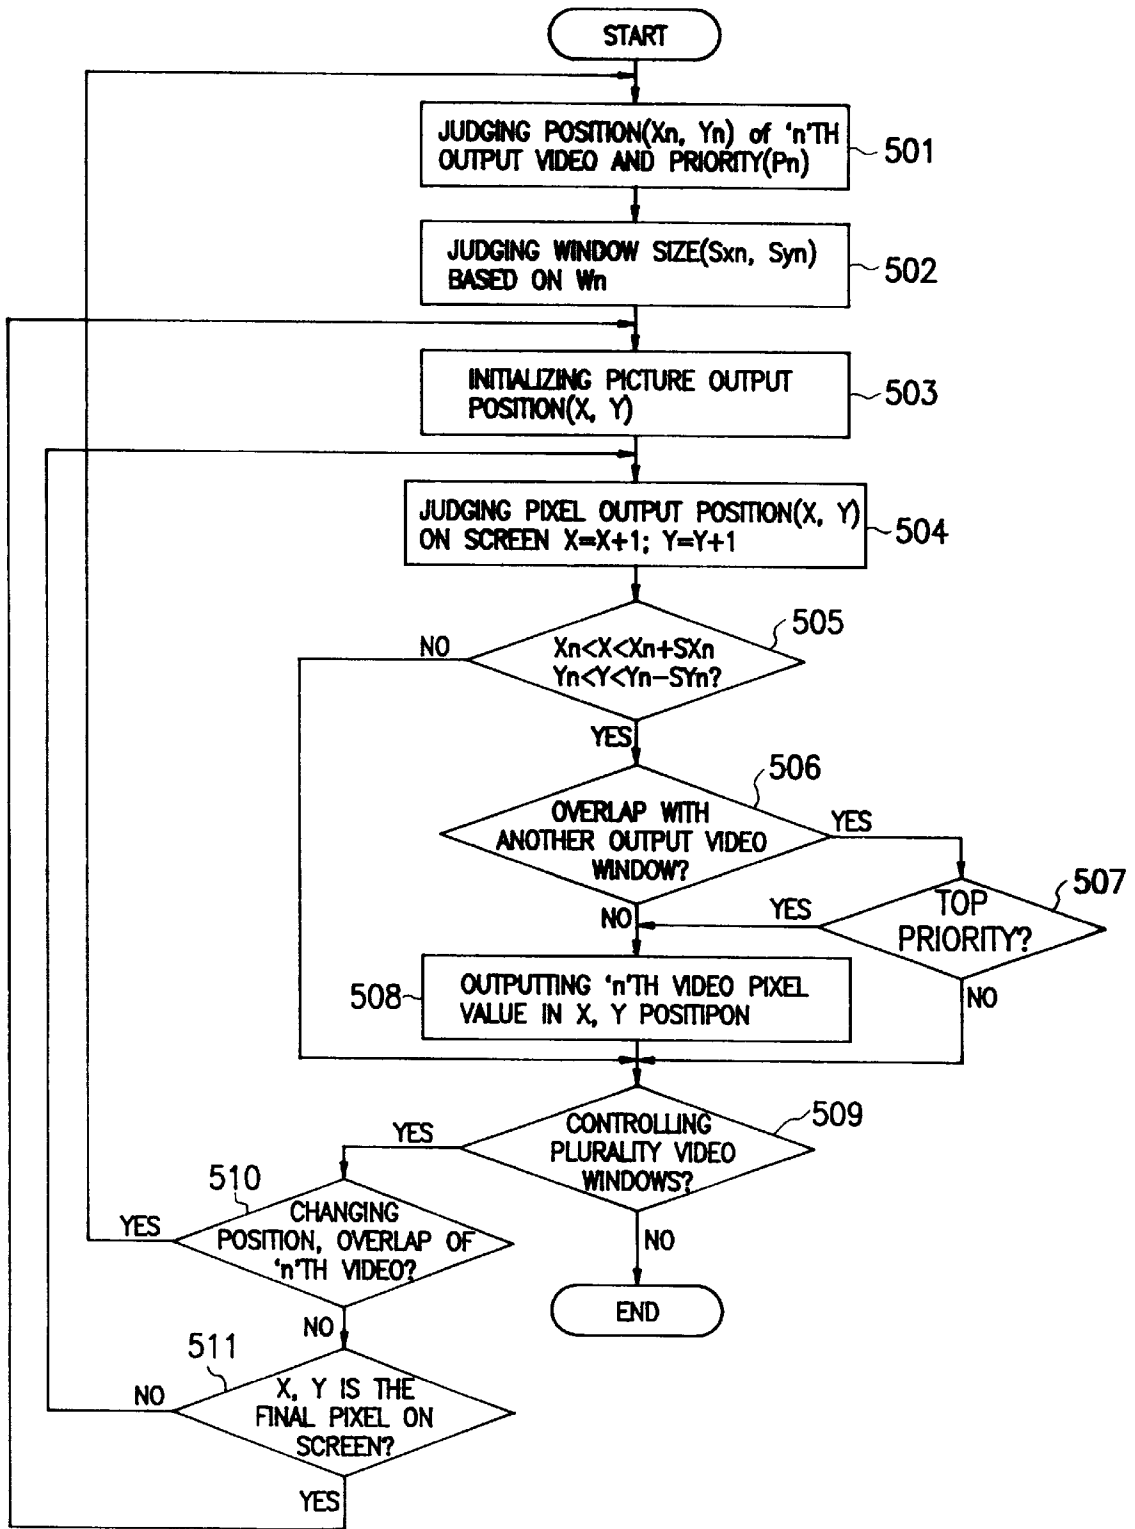 START
JUDGING POSITION(Xn, Yn) of 'n'TH
OUTPUT VIDEO AND PRIORITY(Pn)
501
JUDGING WINDOW SIZE(Sxn, Syn)
BASED ON Wn
502
INITIALIZING PICTURE OUTPUT
POSITION(X, Y)
503
JUDGING PIXEL OUTPUT POSITION(X, Y)
ON SCREEN X=X+1; Y=Y+1
504
505
NO
Xn<X<Xn+SXn
Yn<Y<Yn-SYn?
YES
506
OVERLAP WITH
ANOTHER OUTPUT VIDEO
WINDOW?
YES
507
NO
YES
TOP
PRIORITY?
508
OUTPUTTING 'n'TH VIDEO PIXEL
VALUE IN X, Y POSITIPON
NO
509
YES
CONTROLLING
PLURALITY VIDEO
WINDOWS?
510
YES
CHANGING
POSITION, OVERLAP OF
'n'TH VIDEO?
NO
END
NO
511
NO
X, Y IS THE
FINAL PIXEL ON
SCREEN?
YES